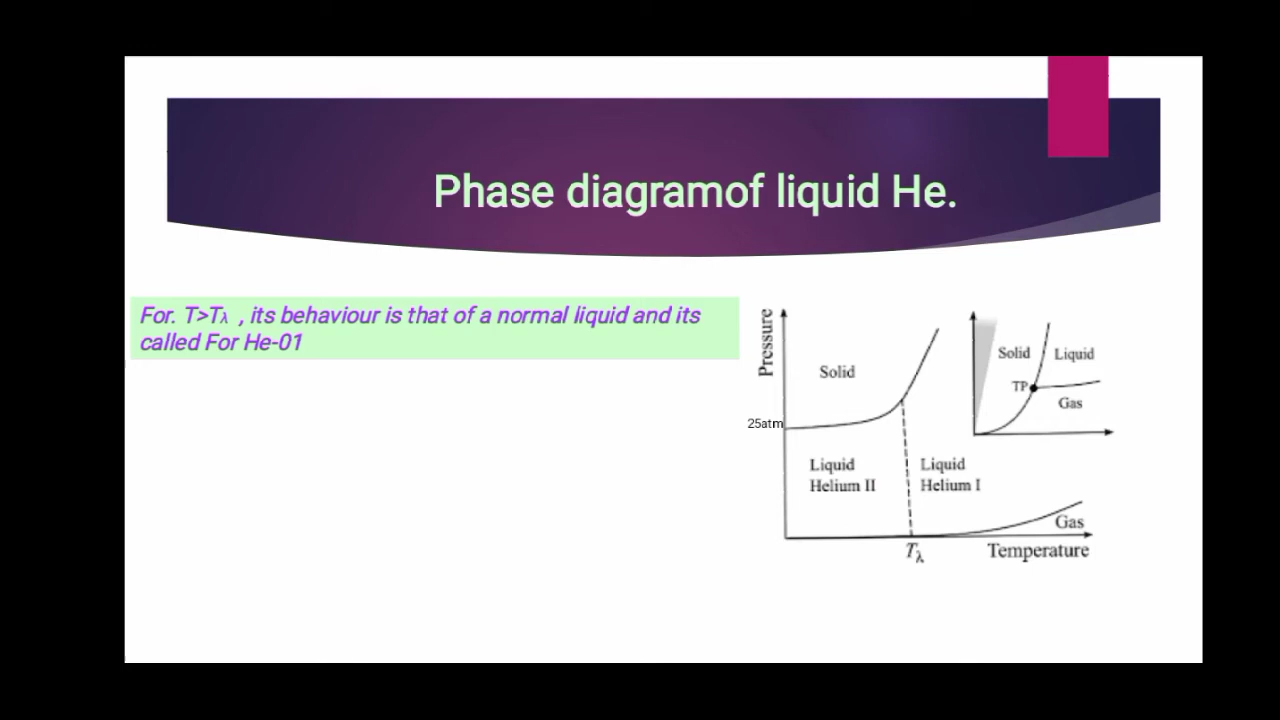 Phase diagramof liquid He.
For. T>Tλ , its behaviour is that of a normal liquid and its
called For He-01
Pressure
Solid
25atm
Liquid
Helium II
Liquid
Helium I
Gas
Tλ
Temperature
Solid
Liquid
TP
Gas